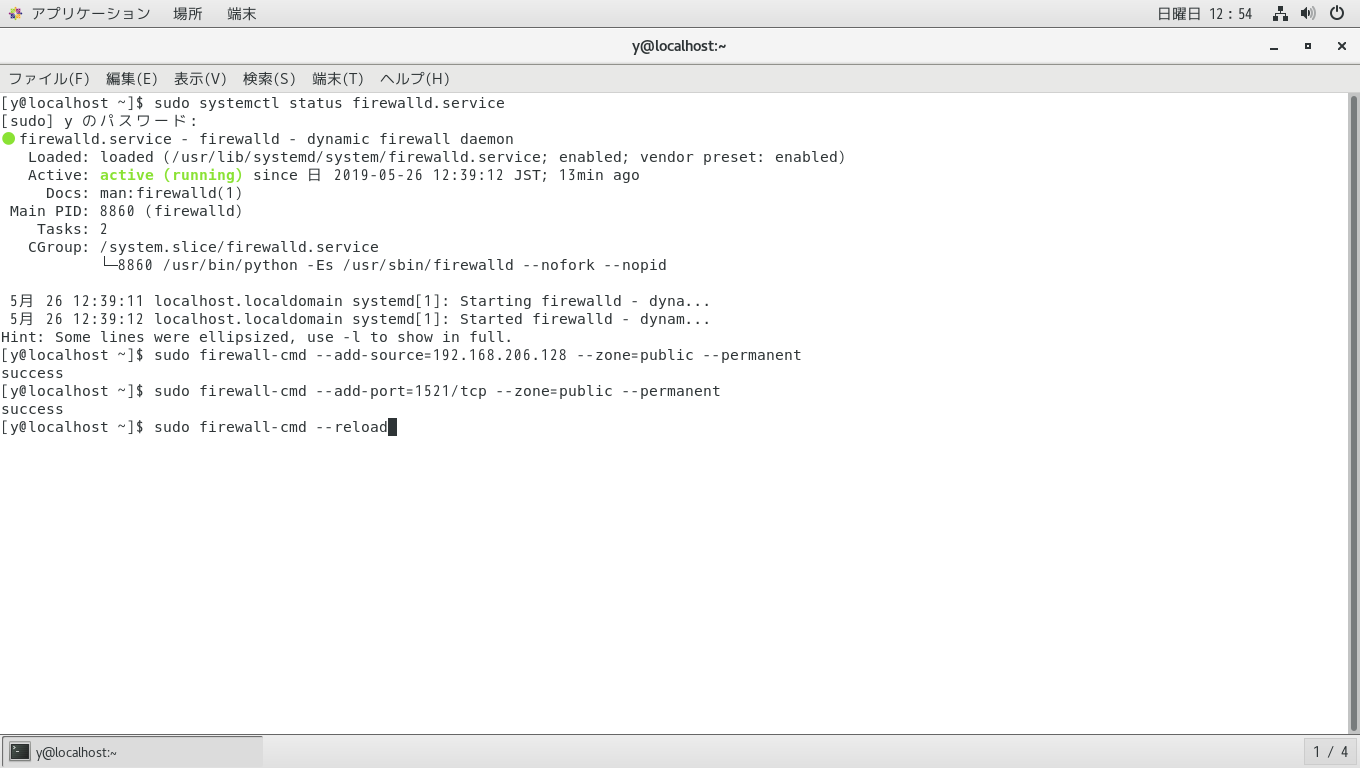 アプリケーション 場所 端末 日曜日 12:54
y@localhost:~
ファイル(F) 編集(E) 表示(V) 検索(S) 端末(T) ヘルプ(H)
[y@localhost ~]$ sudo systemctl status firewalld.service
[sudo] y のパスワード:
● firewalld.service - firewalld - dynamic firewall daemon
   Loaded: loaded (/usr/lib/systemd/system/firewalld.service; enabled; vendor preset: enabled)
   Active: active (running) since 日 2019-05-26 12:39:12 JST; 13min ago
     Docs: man:firewalld(1)
 Main PID: 8860 (firewalld)
    Tasks: 2
   CGroup: /system.slice/firewalld.service
           └─8860 /usr/bin/python -Es /usr/sbin/firewalld --nofork --nopid
 5月 26 12:39:11 localhost.localdomain systemd[1]: Starting firewalld - dyna...
 5月 26 12:39:12 localhost.localdomain systemd[1]: Started firewalld - dynam...
Hint: Some lines were ellipsized, use -l to show in full.
[y@localhost ~]$ sudo firewall-cmd --add-source=192.168.206.128 --zone=public --permanent
success
[y@localhost ~]$ sudo firewall-cmd --add-port=1521/tcp --zone=public --permanent
success
[y@localhost ~]$ sudo firewall-cmd --reload
y@localhost:~ 1 / 4